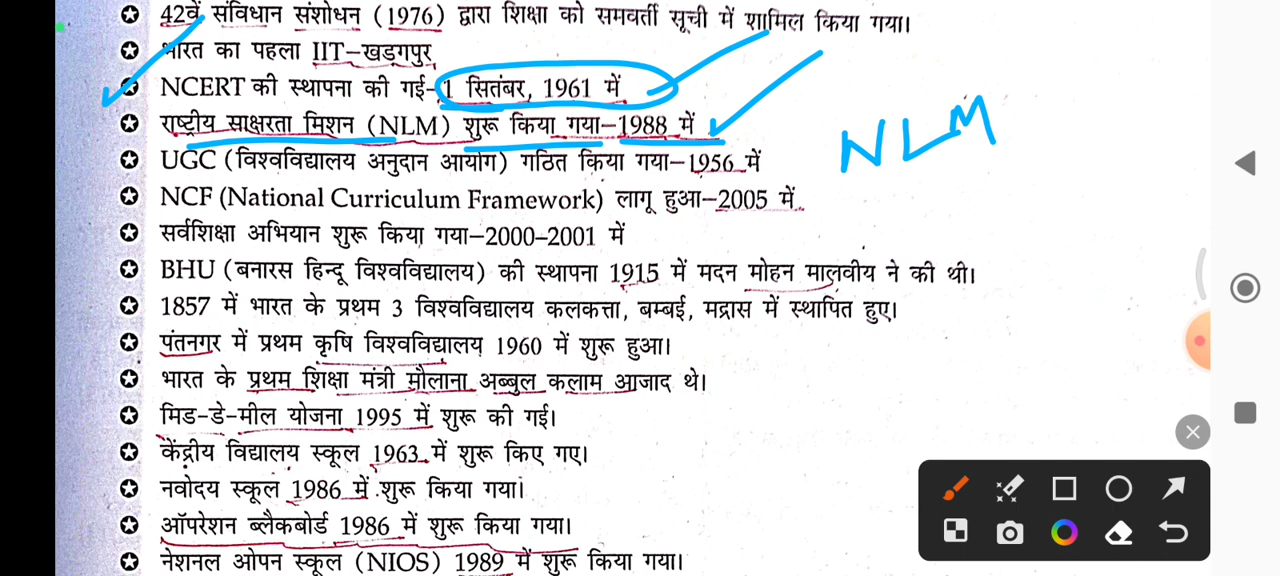 42वें संविधान संशोधन (1976) द्वारा शिक्षा को समवर्ती सूची में शामिल किया गया।
भारत का पहला IIT–खडगपुर
NCERT की स्थापना की गई–1 सितंबर, 1961 में
राष्ट्रीय साक्षरता मिशन (NLM) शुरू किया गया–1988 में
NLM
UGC (विश्वविद्यालय अनुदान आयोग) गठित किया गया–1956 में
NCF (National Curriculum Framework) लागू हुआ–2005 में
सर्वशिक्षा अभियान शुरू किया गया–2000–2001 में
BHU (बनारस हिन्दू विश्वविद्यालय) की स्थापना 1915 में मदन मोहन मालवीय ने की थी।
1857 में भारत के प्रथम 3 विश्वविद्यालय कलकत्ता, बम्बई, मद्रास में स्थापित हुए।
पंतनगर में प्रथम कृषि विश्वविद्यालय 1960 में शुरू हुआ।
भारत के प्रथम शिक्षा मंत्री मौलाना अब्बुल कलाम आजाद थे।
मिड-डे-मील योजना 1995 में शुरू की गई।
केंद्रीय विद्यालय स्कूल 1963 में शुरू किए गए।
नवोदय स्कूल 1986 में शुरू किया गया।
ऑपरेशन ब्लैकबोर्ड 1986 में शुरू किया गया।
नेशनल ओपन स्कूल (NIOS) 1989 में शुरू किया गया।